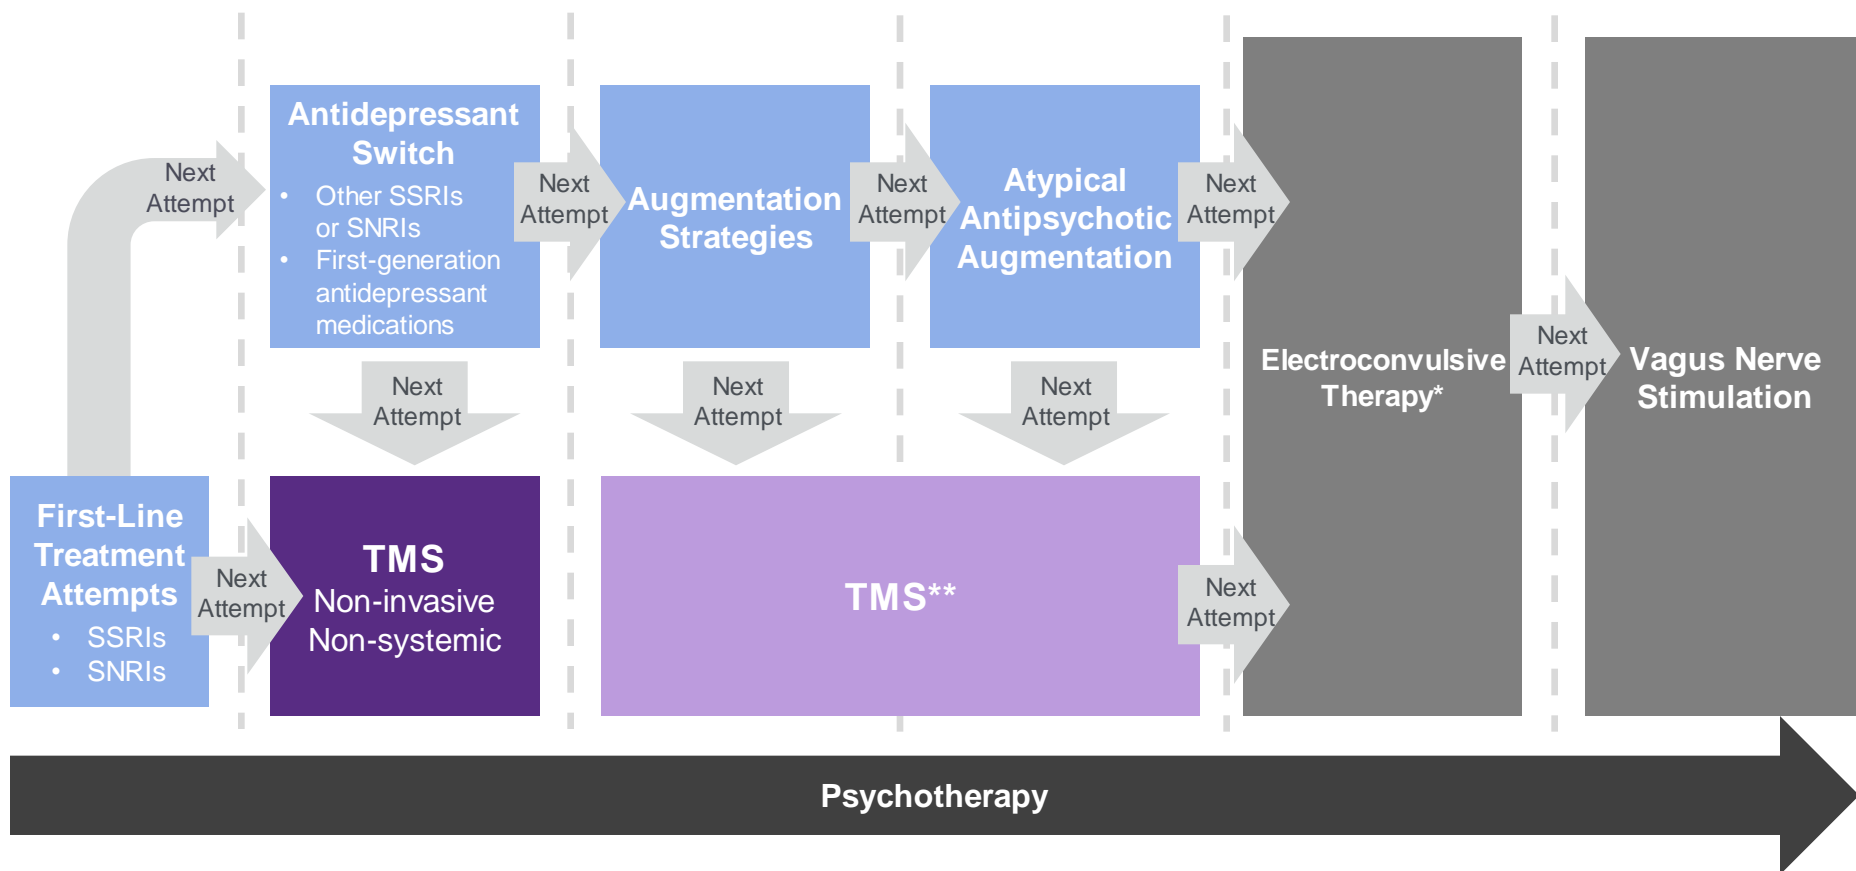 Next
Attempt
Antidepressant
Switch
• Other SSRIs
or SNRIs
• First-generation
antidepressant
medications
Next
Attempt
Augmentation
Strategies
Next
Attempt
Atypical
Antipsychotic
Augmentation
Next
Attempt
Electroconvulsive
Therapy*
Next
Attempt
Vagus Nerve
Stimulation
Next
Attempt
Next
Attempt
Next
Attempt
First-Line
Treatment
Attempts
• SSRIs
• SNRIs
Next
Attempt
TMS
Non-invasive
Non-systemic
TMS**
Next
Attempt
Psychotherapy